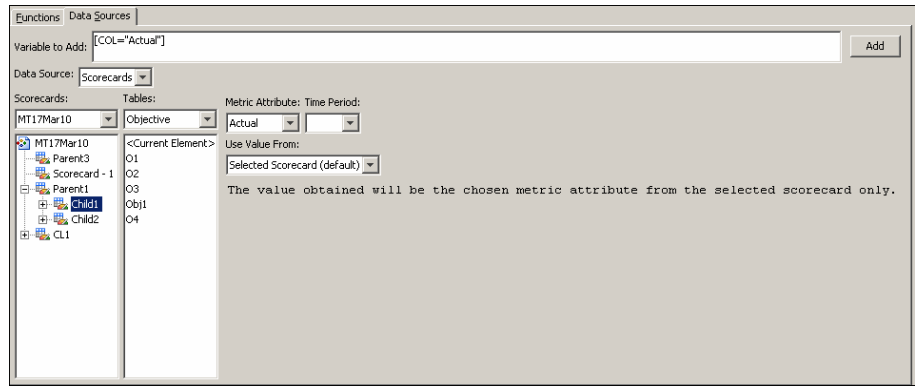 Functions Data Sources
Variable to Add: [COL="Actual"] Add
Data Source: Scorecards
Scorecards: Tables: Metric Attribute: Time Period:
MT17Mar10 Objective Actual
MT17Mar10 <Current Element> Use Value From:
Parent3 O1 Selected Scorecard (default)
Scorecard - 1 O2
Parent1 O3 The value obtained will be the chosen metric attribute from the selected scorecard only.
Child1 Obj1
Child2 O4
CL1